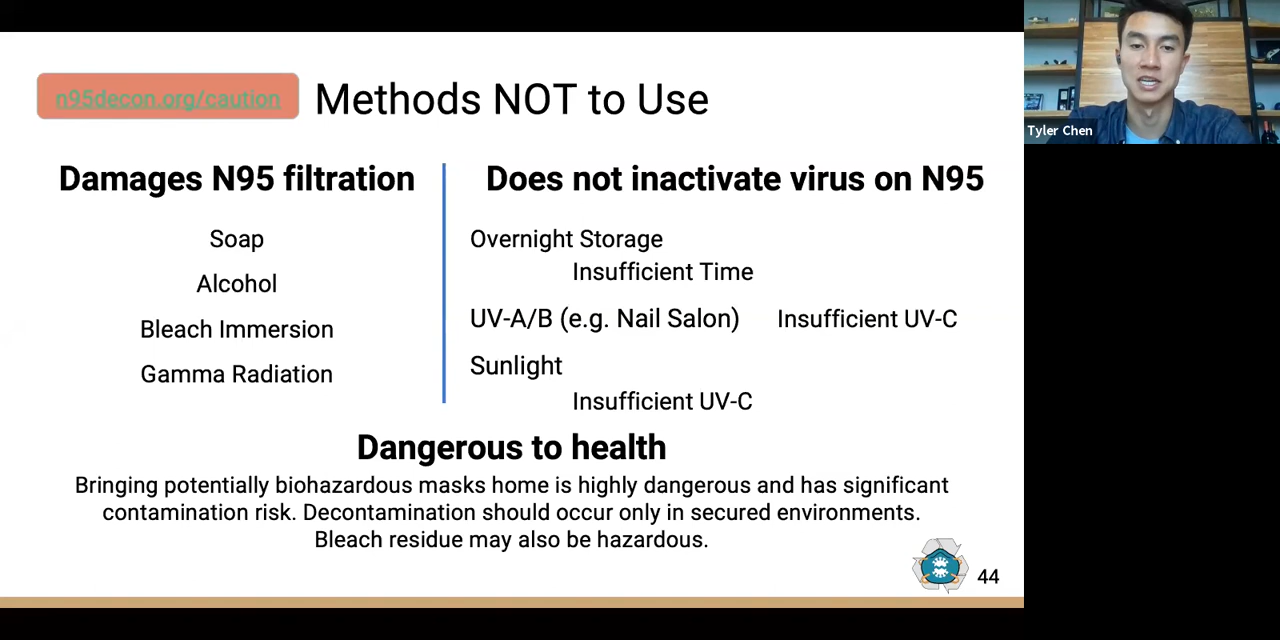 n95decon.org/caution
Methods NOT to Use
Damages N95 filtration
Soap
Alcohol
Bleach Immersion
Gamma Radiation
Does not inactivate virus on N95
Overnight Storage
Insufficient Time
UV-A/B (e.g. Nail Salon) Insufficient UV-C
Sunlight
Insufficient UV-C
Dangerous to health
Bringing potentially biohazardous masks home is highly dangerous and has significant
contamination risk. Decontamination should occur only in secured environments.
Bleach residue may also be hazardous.
44
Tyler Chen